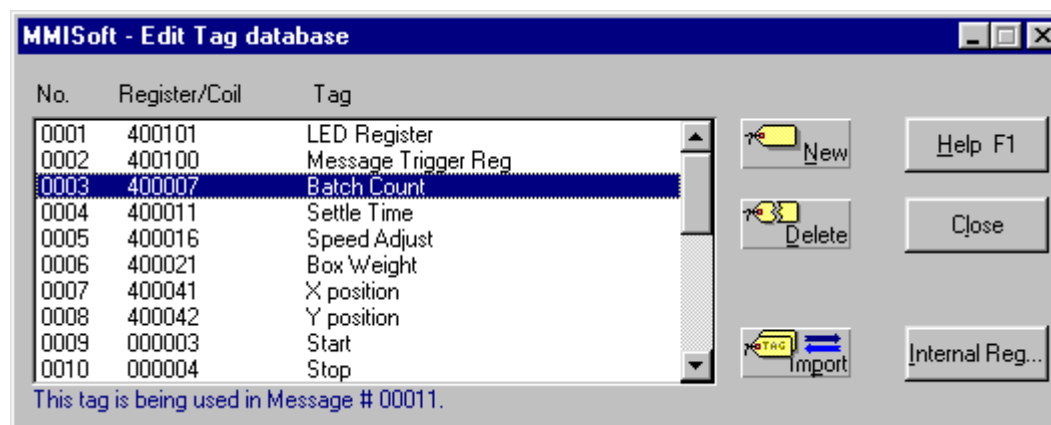 MMISoft - Edit Tag database
No. Register/Coil Tag
0001 400101 LED Register
0002 400100 Message Trigger Reg
0003 400007 Batch Count
0004 400011 Settle Time
0005 400016 Speed Adjust
0006 400021 Box Weight
0007 400041 X position
0008 400042 Y position
0009 000003 Start
0010 000004 Stop
This tag is being used in Message # 00011.
New
Delete
TAG
Import
Help F1
Close
Internal Reg...